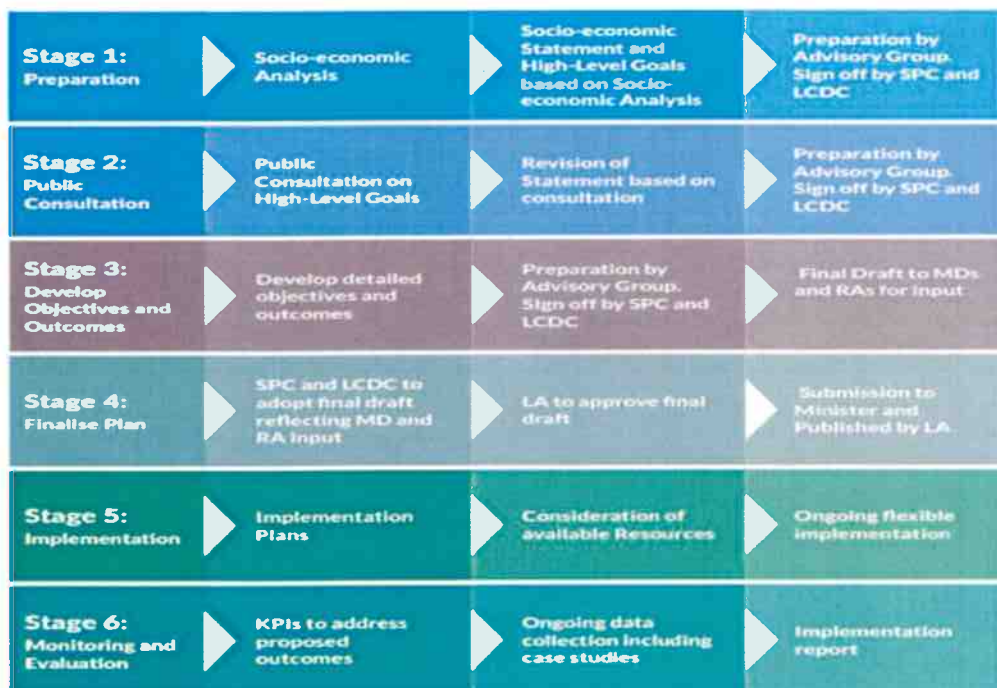 Stage 1:
Preparation
Socio-economic
Analysis
Socio-economic
Statement and
High-Level Goals
based on Socio-
economic Analysis
Preparation by
Advisory Group.
Sign off by SPC and
LCDC
Stage 2:
Public
Consultation
Public
Consultation on
High-Level Goals
Revision of
Statement based on
consultation
Preparation by
Advisory Group.
Sign off by SPC and
LCDC
Stage 3:
Develop
Objectives and
Outcomes
Develop detailed
objectives and
outcomes
Preparation by
Advisory Group.
Sign off by SPC and
LCDC
Final Draft to MDs
and RAs for input
Stage 4:
Finalise Plan
SPC and LCDC to
adopt final draft
reflecting MD and
RA input
LA to approve final
draft
Submission to
Minister and
Published by LA
Stage 5:
Implementation
Implementation
Plans
Consideration of
available Resources
Ongoing flexible
implementation
Stage 6:
Monitoring and
Evaluation
KPIs to address
proposed
outcomes
Ongoing data
collection including
case studies
Implementation
report